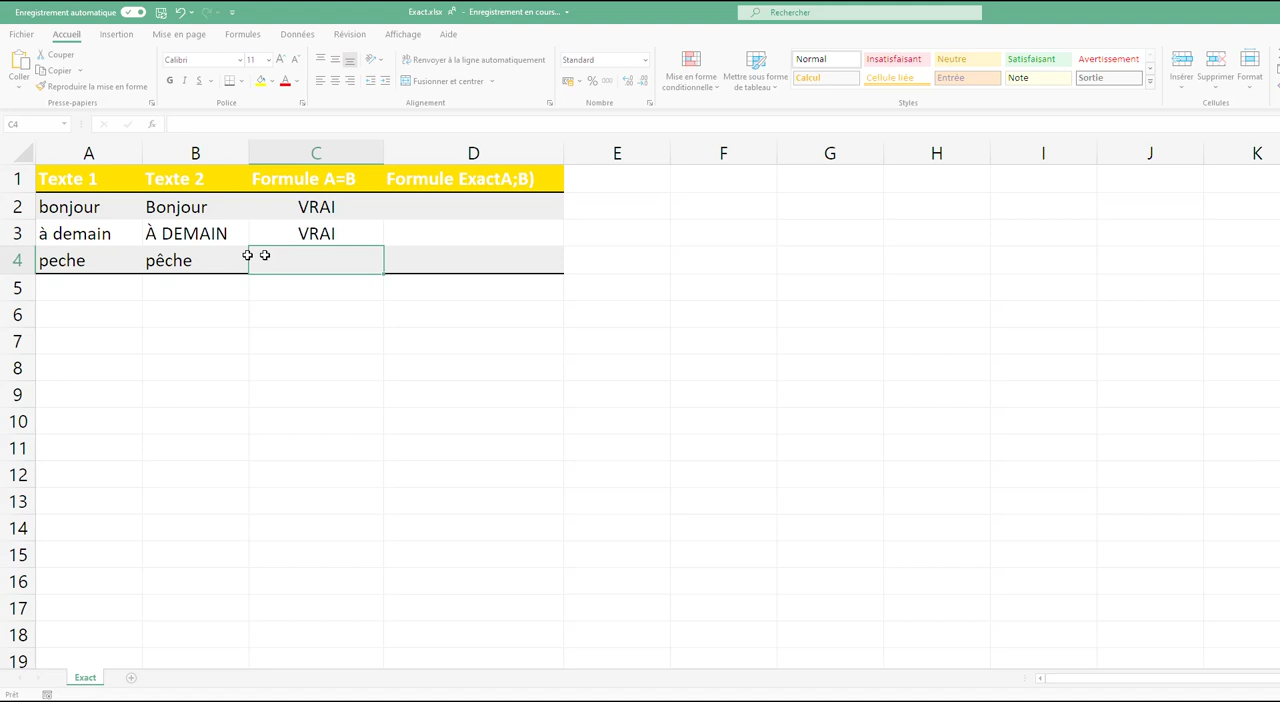 Enregistrement automatique
Exact.xlsx - Enregistrement en cours...
Rechercher
Fichier Accueil Insertion Mise en page Formules Données Révision Affichage Aide
Coller
Couper
Copier
Reproduire la mise en forme
Presse-papiers
Calibri 11
G I S
Police
Renvoyer à la ligne automatiquement
Fusionner et centrer
Alignement
Standard
% 000
Nombre
Mise en forme conditionnelle
Mettre sous forme de tableau
Normal Insatisfaisant Neutre Satisfaisant Avertissement
Calcul Cellule liée Entrée Note Sortie
Styles
Insérer Supprimer Format
Cellules
C4 fx
A B C D E F G H I J K
1 Texte 1 Texte 2 Formule A=B Formule ExactA;B)
2 bonjour Bonjour VRAI
3 à demain À DEMAIN VRAI
4 peche pêche
5
6
7
8
9
10
11
12
13
14
15
16
17
18
19
Exact
Prêt